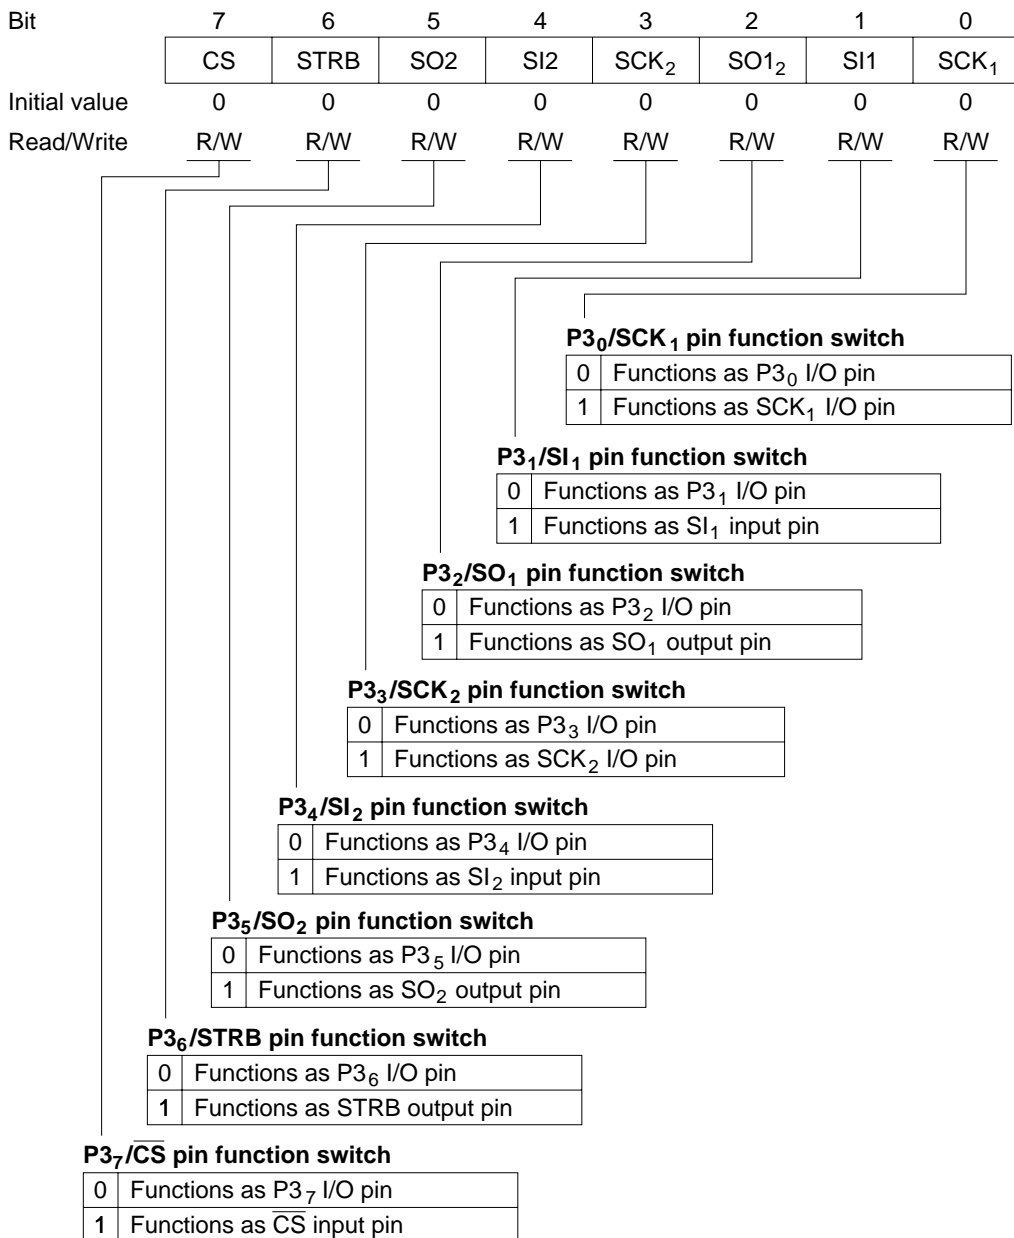 Bit 7 6 5 4 3 2 1 0
CS STRB SO2 SI2 SCK₂ SO1₂ SI1 SCK₁
Initial value 0 0 0 0 0 0 0 0
Read/Write R/W R/W R/W R/W R/W R/W R/W R/W
P3₀/SCK₁ pin function switch
0 Functions as P3₀ I/O pin
1 Functions as SCK₁ I/O pin
P3₁/SI₁ pin function switch
0 Functions as P3₁ I/O pin
1 Functions as SI₁ input pin
P3₂/SO₁ pin function switch
0 Functions as P3₂ I/O pin
1 Functions as SO₁ output pin
P3₃/SCK₂ pin function switch
0 Functions as P3₃ I/O pin
1 Functions as SCK₂ I/O pin
P3₄/SI₂ pin function switch
0 Functions as P3₄ I/O pin
1 Functions as SI₂ input pin
P3₅/SO₂ pin function switch
0 Functions as P3₅ I/O pin
1 Functions as SO₂ output pin
P3₆/STRB pin function switch
0 Functions as P3₆ I/O pin
1 Functions as STRB output pin
P3₇/C̅S̅ pin function switch
0 Functions as P3₇ I/O pin
1 Functions as C̅S̅ input pin